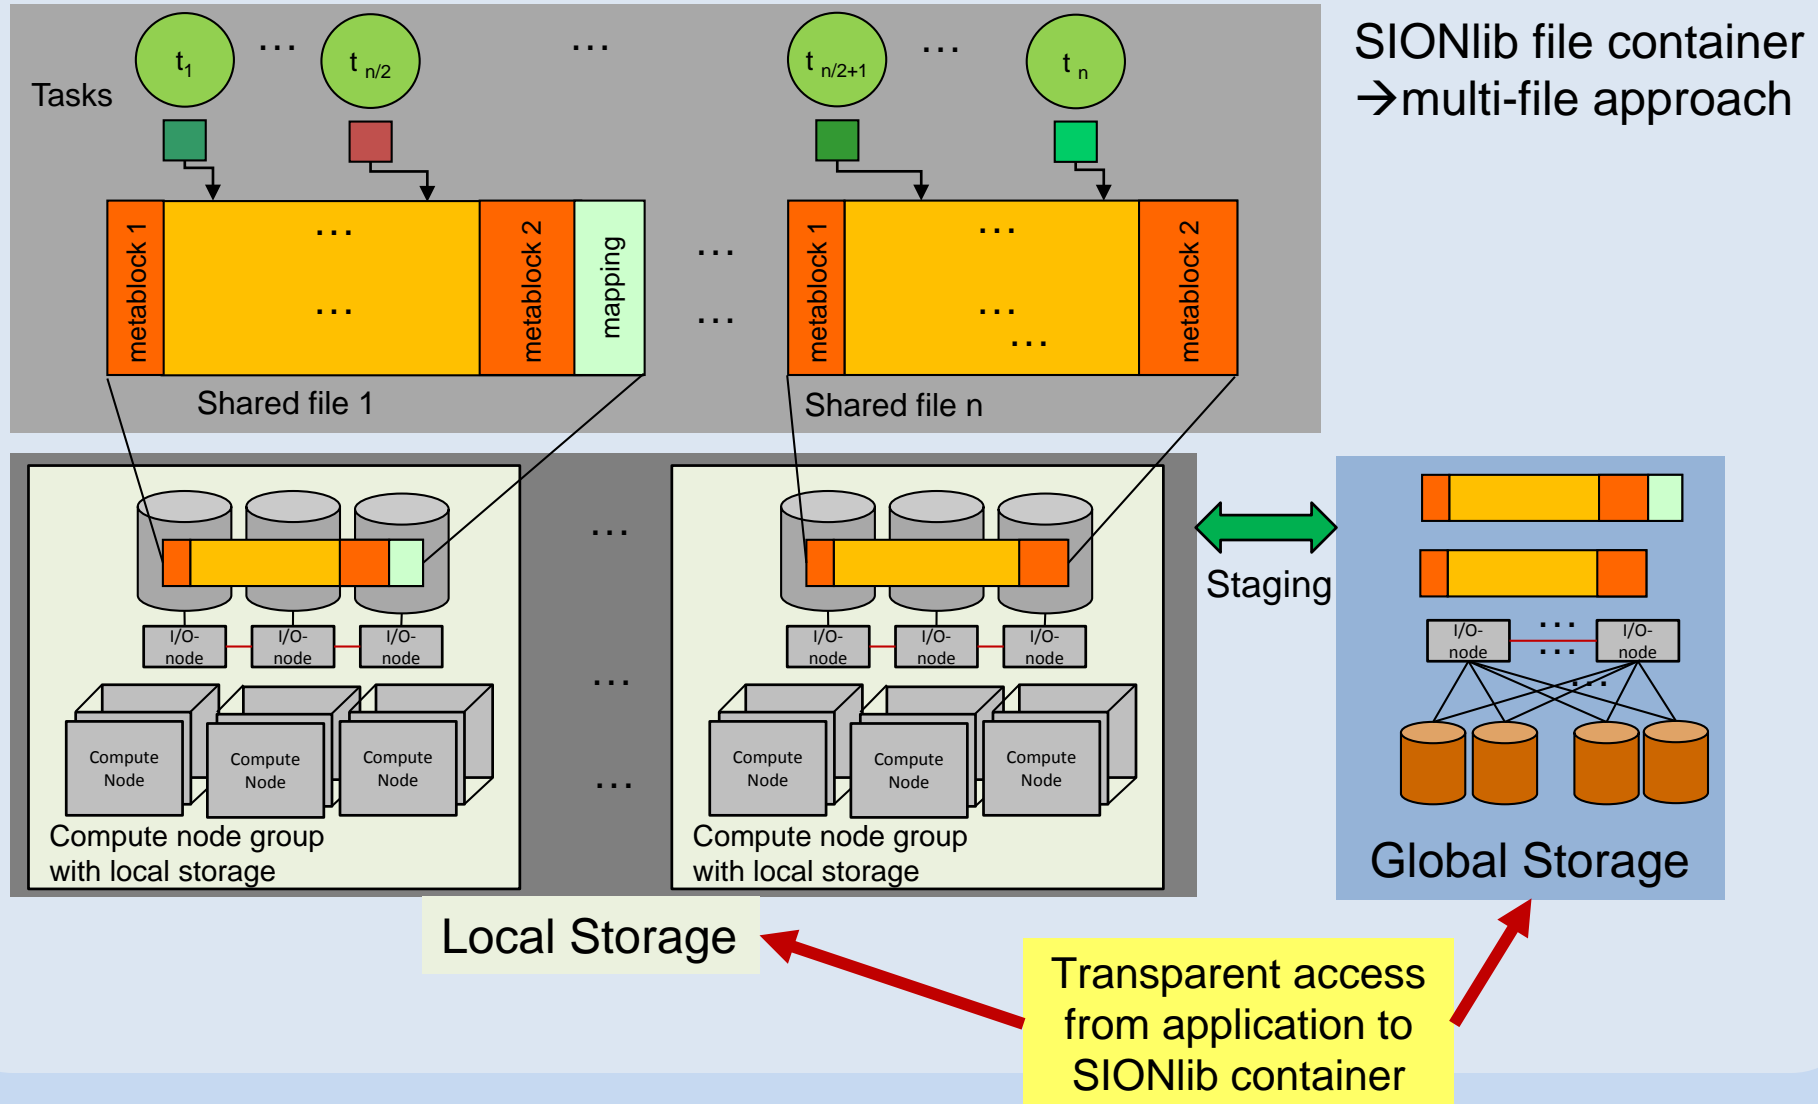 SIONlib file container
→multi-file approach
t1 ... t n/2 ... t n/2+1 ... t n
Tasks
metablock 1
...
...
metablock 2
mapping
...
...
metablock 1
...
...
...
metablock 2
Shared file 1
Shared file n
I/O-
node
I/O-
node
I/O-
node
Compute
Node
Compute
Node
Compute
Node
Compute node group
with local storage
...
...
...
I/O-
node
I/O-
node
I/O-
node
Compute
Node
Compute
Node
Compute
Node
Compute node group
with local storage
Staging
I/O-
node
...
...
I/O-
node
...
Global Storage
Local Storage
Transparent access
from application to
SIONlib container